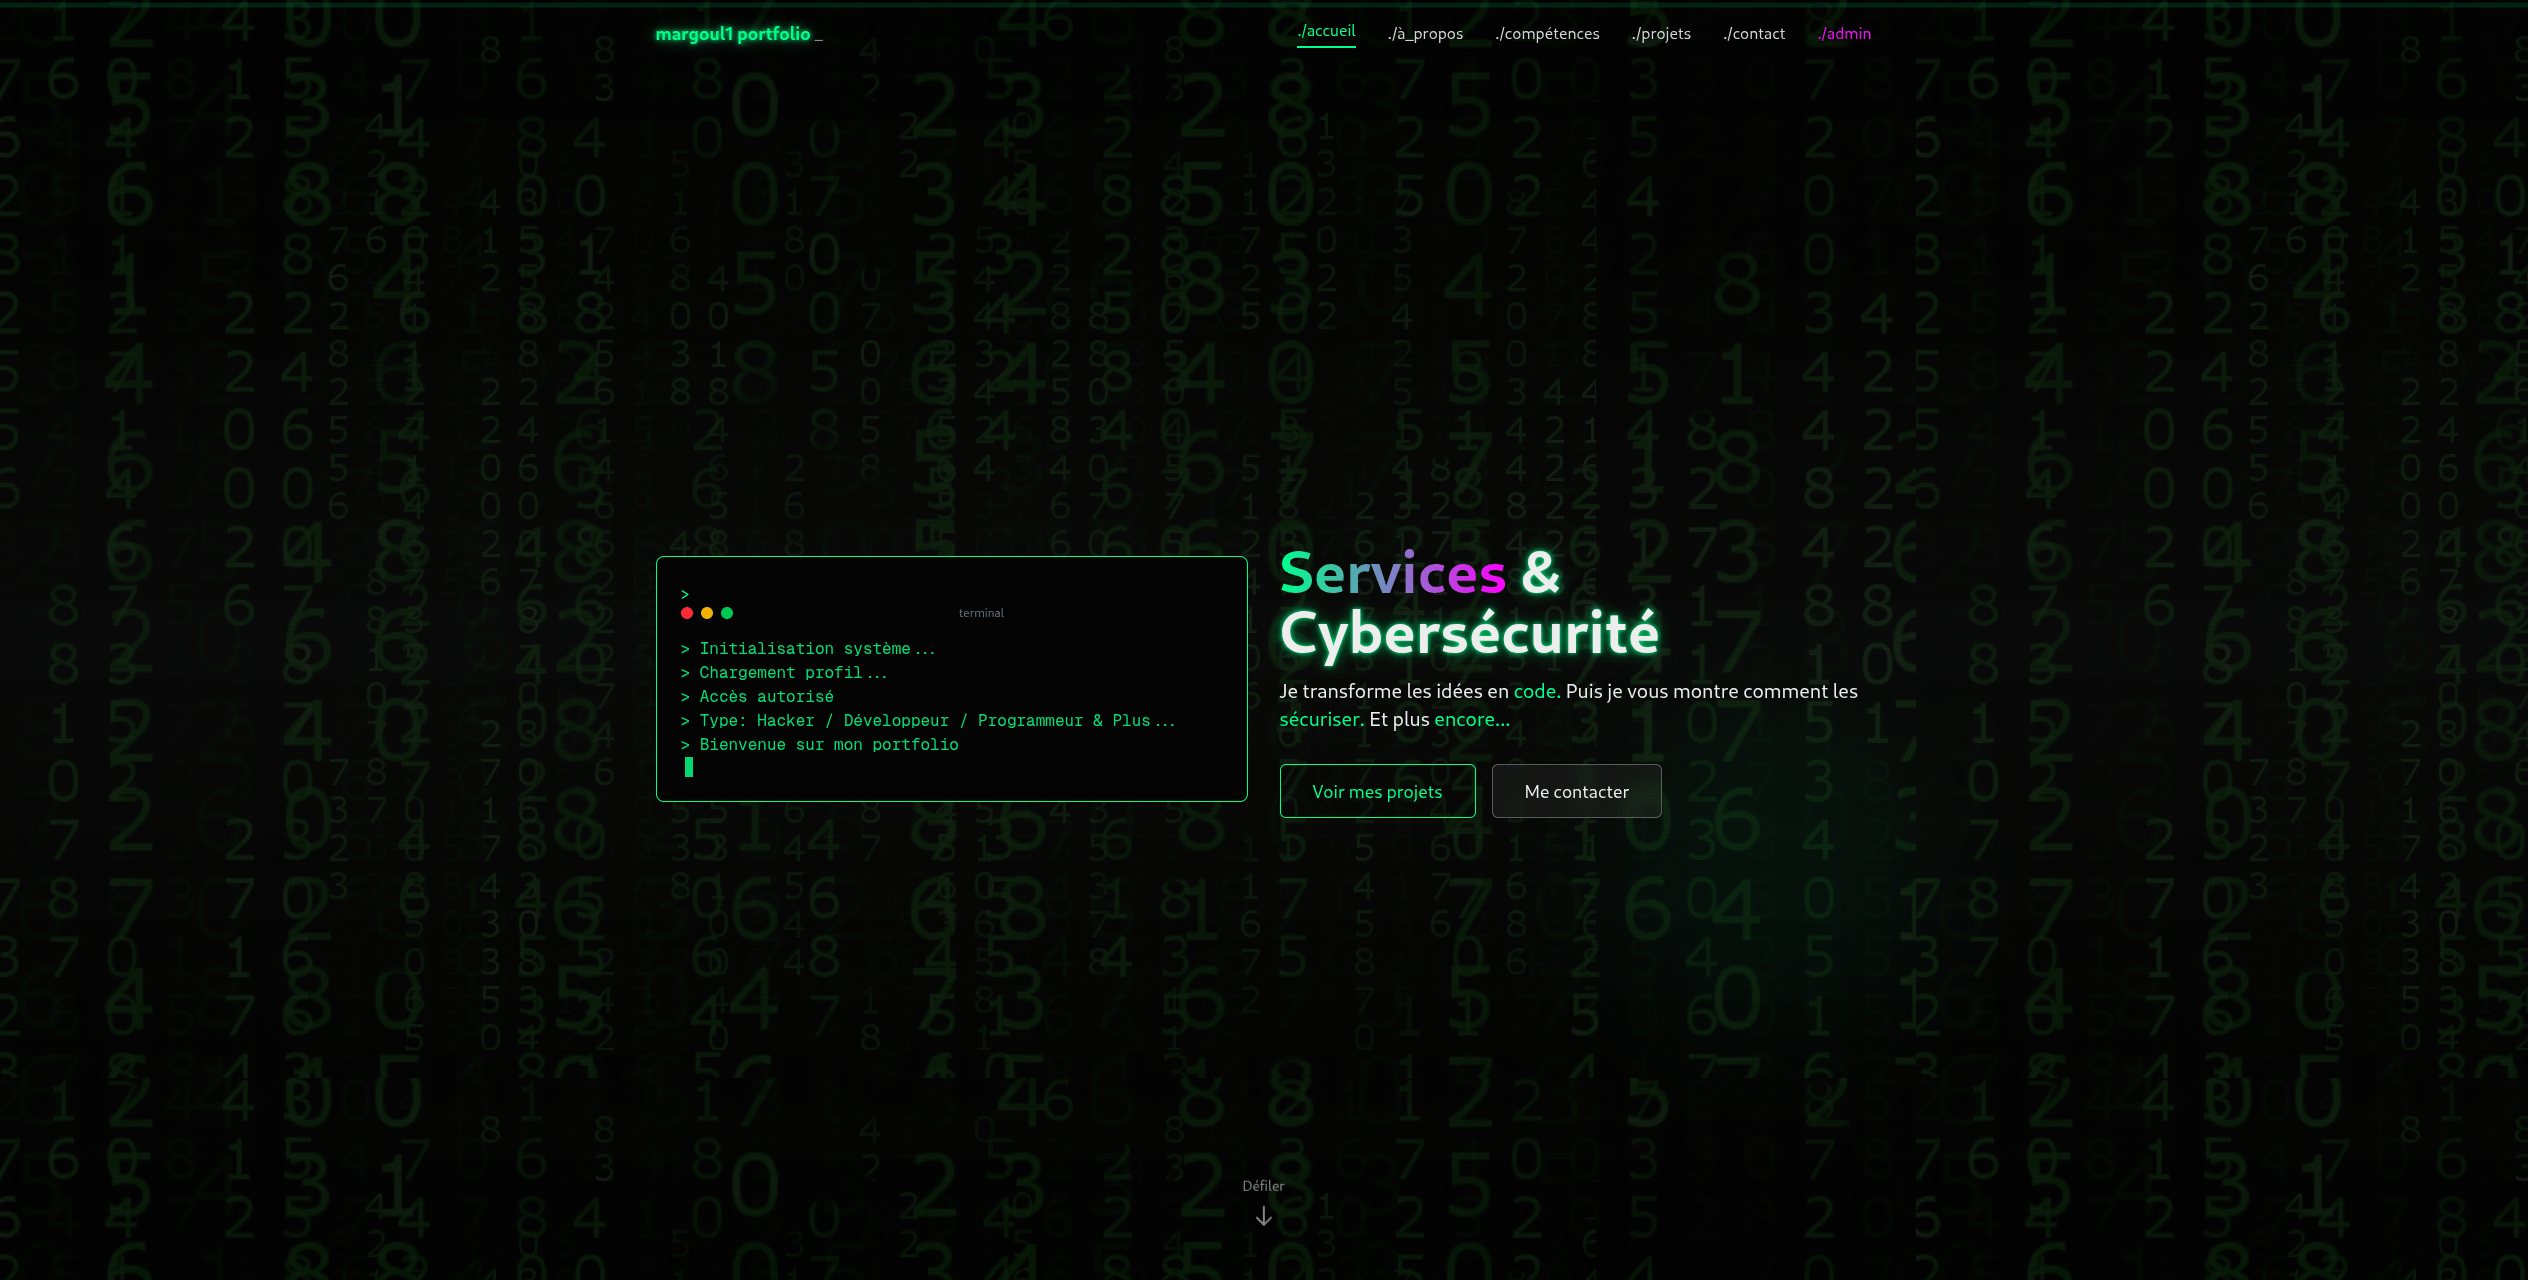 margoul1 portfolio _
./accueil ./à_propos ./compétences ./projets ./contact ./admin
>
terminal
> Initialisation système...
> Chargement profil...
> Accès autorisé
> Type: Hacker / Développeur / Programmeur & Plus...
> Bienvenue sur mon portfolio
Services &
Cybersécurité
Je transforme les idées en code. Puis je vous montre comment les
sécuriser. Et plus encore...
Voir mes projets
Me contacter
Défiler